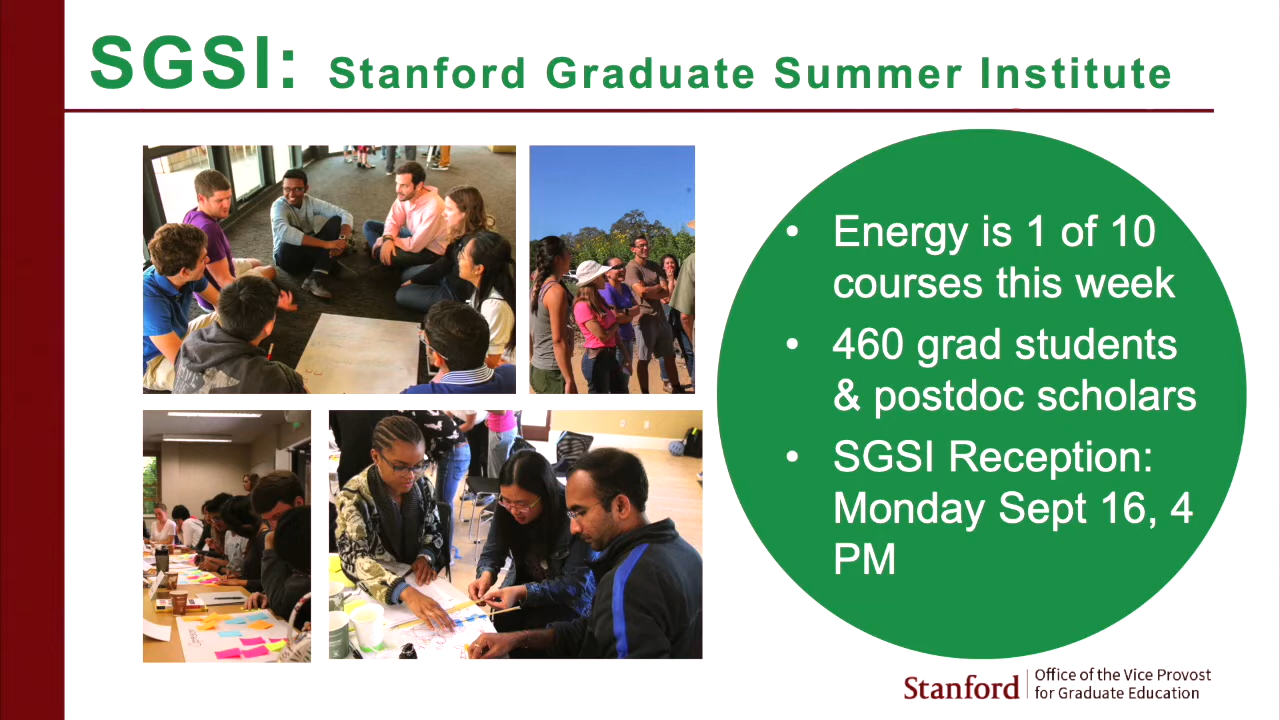 SGSI: Stanford Graduate Summer Institute
• Energy is 1 of 10
courses this week
• 460 grad students
& postdoc scholars
• SGSI Reception:
Monday Sept 16, 4
PM
Stanford
Office of the Vice Provost
for Graduate Education